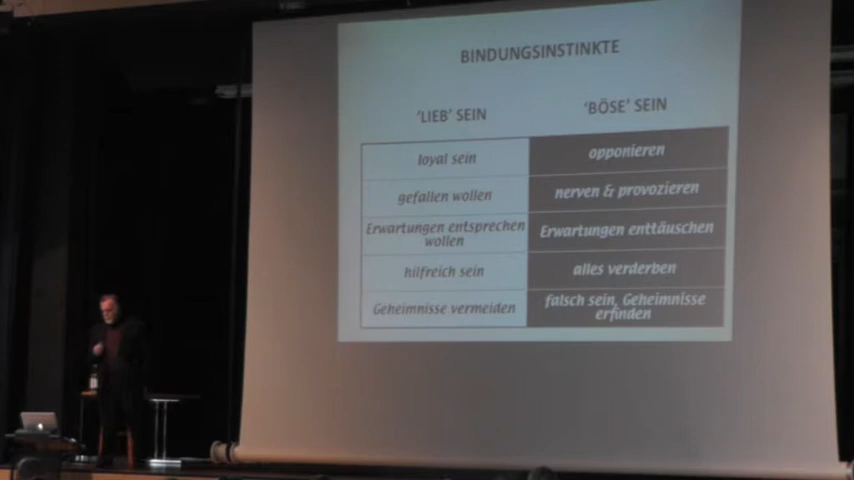 BINDUNGSINSTINKTE
'LIEB' SEIN
'BÖSE' SEIN
loyal sein
opponieren
gefallen wollen
nerven & provozieren
Erwartungen entsprechen
wollen
Erwartungen enttäuschen
hilfreich sein
alles verderben
Geheimnisse vermeiden
falsch sein, Geheimnisse
erfinden